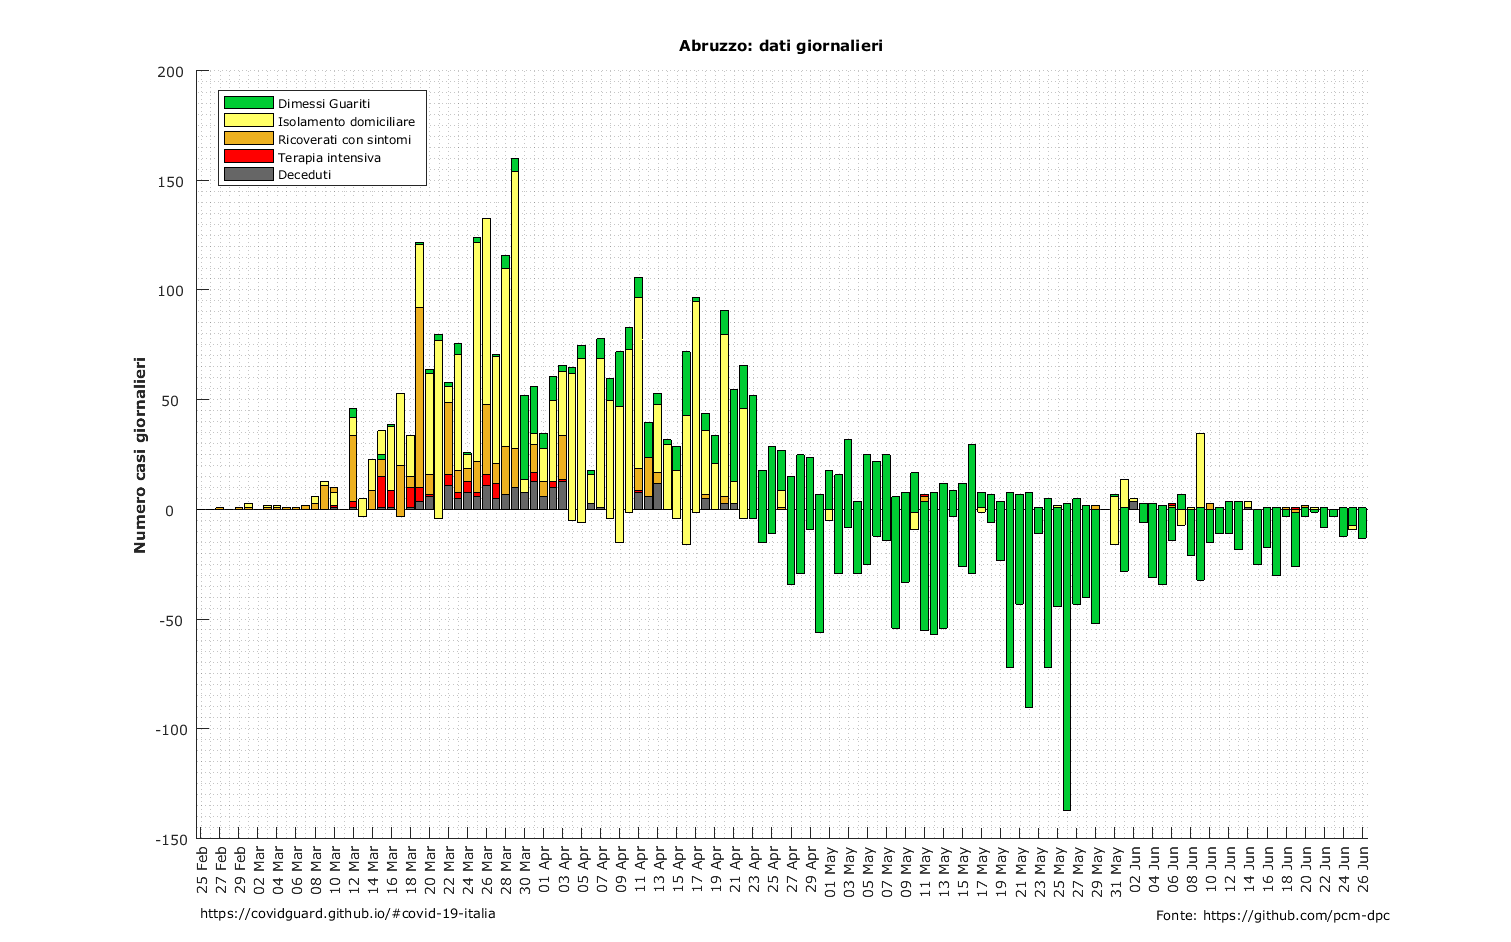 Abruzzo: dati giornalieri
200
150
100
50
0
-50
-100
-150
Numero casi giornalieri
Dimessi Guariti
Isolamento domiciliare
Ricoverati con sintomi
Terapia intensiva
Deceduti
25 Feb
27 Feb
29 Feb
02 Mar
04 Mar
06 Mar
08 Mar
10 Mar
12 Mar
14 Mar
16 Mar
18 Mar
20 Mar
22 Mar
24 Mar
26 Mar
28 Mar
30 Mar
01 Apr
03 Apr
05 Apr
07 Apr
09 Apr
11 Apr
13 Apr
15 Apr
17 Apr
19 Apr
21 Apr
23 Apr
25 Apr
27 Apr
29 Apr
01 May
03 May
05 May
07 May
09 May
11 May
13 May
15 May
17 May
19 May
21 May
23 May
25 May
27 May
29 May
31 May
02 Jun
04 Jun
06 Jun
08 Jun
10 Jun
12 Jun
14 Jun
16 Jun
18 Jun
20 Jun
22 Jun
24 Jun
26 Jun
https://covidguard.github.io/#covid-19-italia
Fonte: https://github.com/pcm-dpc